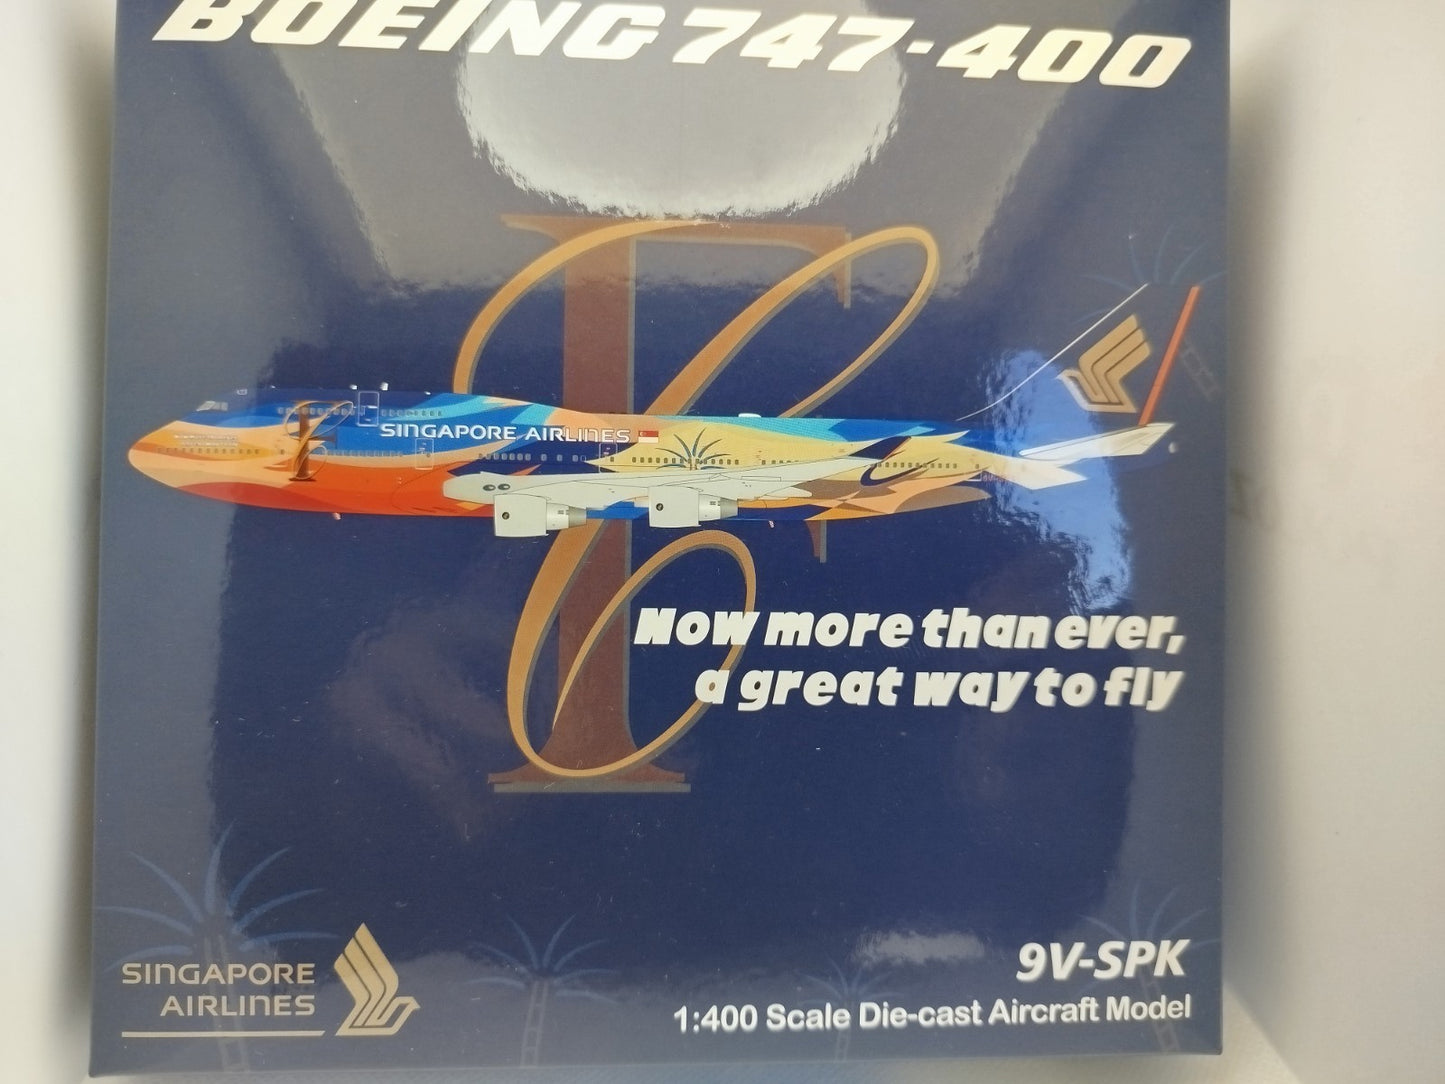 BOEING 747-400
SINGAPORE AIRLINES
Now more than ever,
a great way to fly
SINGAPORE
AIRLINES
9V-SPK
1:400 Scale Die-cast Aircraft Model